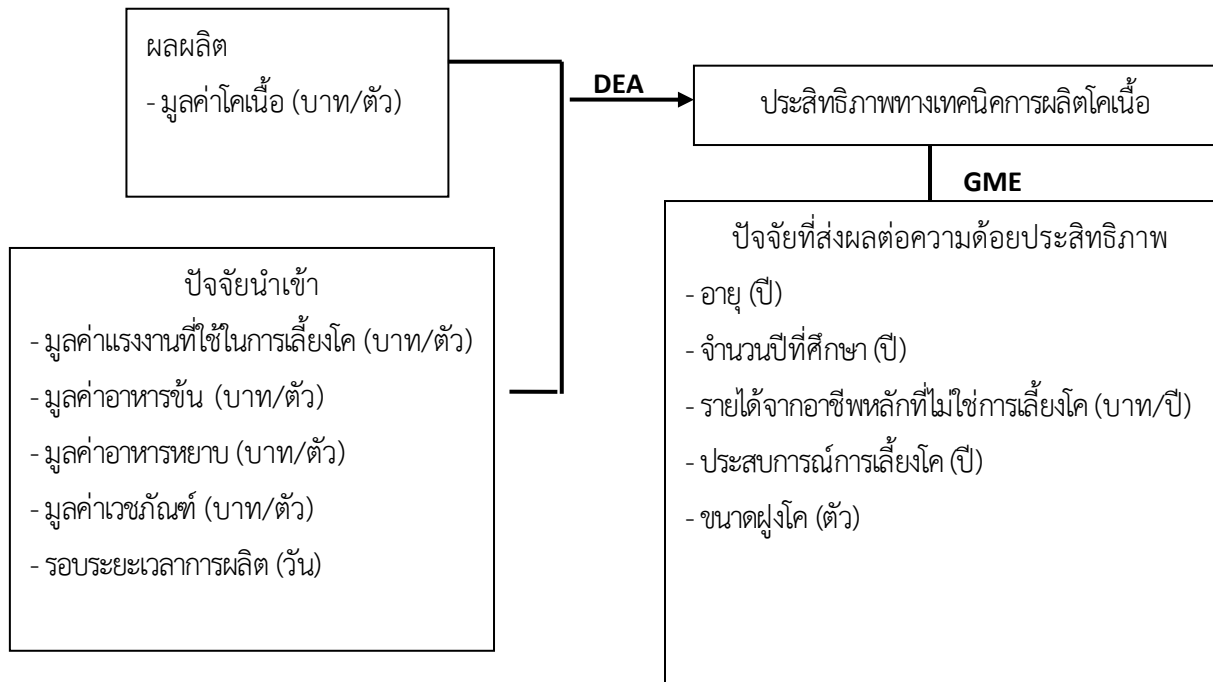 ผลผลิต
- มูลค่าโคเนื้อ (บาท/ตัว)
DEA
ประสิทธิภาพทางเทคนิคการผลิตโคเนื้อ
GME
ปัจจัยนำเข้า
- มูลค่าแรงงานที่ใช้ในการเลี้ยงโค (บาท/ตัว)
- มูลค่าอาหารข้น (บาท/ตัว)
- มูลค่าอาหารหยาบ (บาท/ตัว)
- มูลค่าเวชภัณฑ์ (บาท/ตัว)
- รอบระยะเวลาการผลิต (วัน)
ปัจจัยที่ส่งผลต่อความด้อยประสิทธิภาพ
- อายุ (ปี)
- จำนวนปีที่ศึกษา (ปี)
- รายได้จากอาชีพหลักที่ไม่ใช่การเลี้ยงโค (บาท/ปี)
- ประสบการณ์การเลี้ยงโค (ปี)
- ขนาดฝูงโค (ตัว)